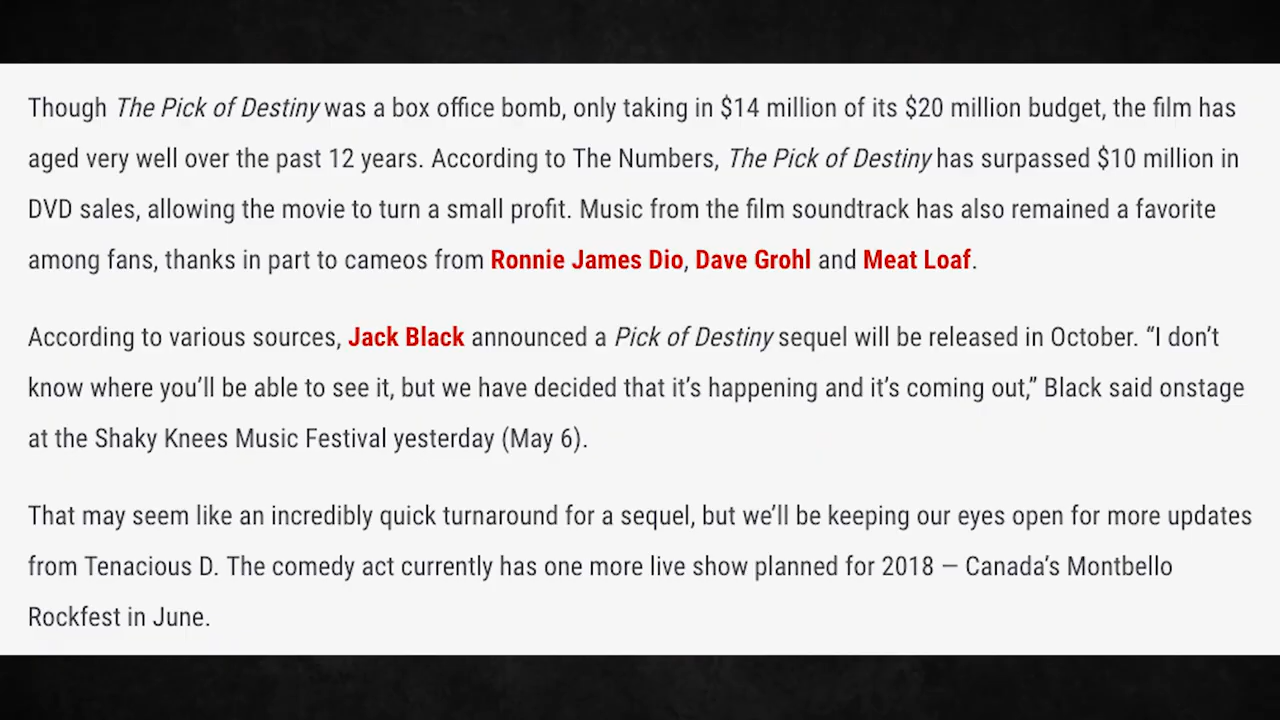 Though The Pick of Destiny was a box office bomb, only taking in $14 million of its $20 million budget, the film has
aged very well over the past 12 years. According to The Numbers, The Pick of Destiny has surpassed $10 million in
DVD sales, allowing the movie to turn a small profit. Music from the film soundtrack has also remained a favorite
among fans, thanks in part to cameos from Ronnie James Dio, Dave Grohl and Meat Loaf.
According to various sources, Jack Black announced a Pick of Destiny sequel will be released in October. “I don’t
know where you’ll be able to see it, but we have decided that it’s happening and it’s coming out,” Black said onstage
at the Shaky Knees Music Festival yesterday (May 6).
That may seem like an incredibly quick turnaround for a sequel, but we’ll be keeping our eyes open for more updates
from Tenacious D. The comedy act currently has one more live show planned for 2018 — Canada’s Montbello
Rockfest in June.